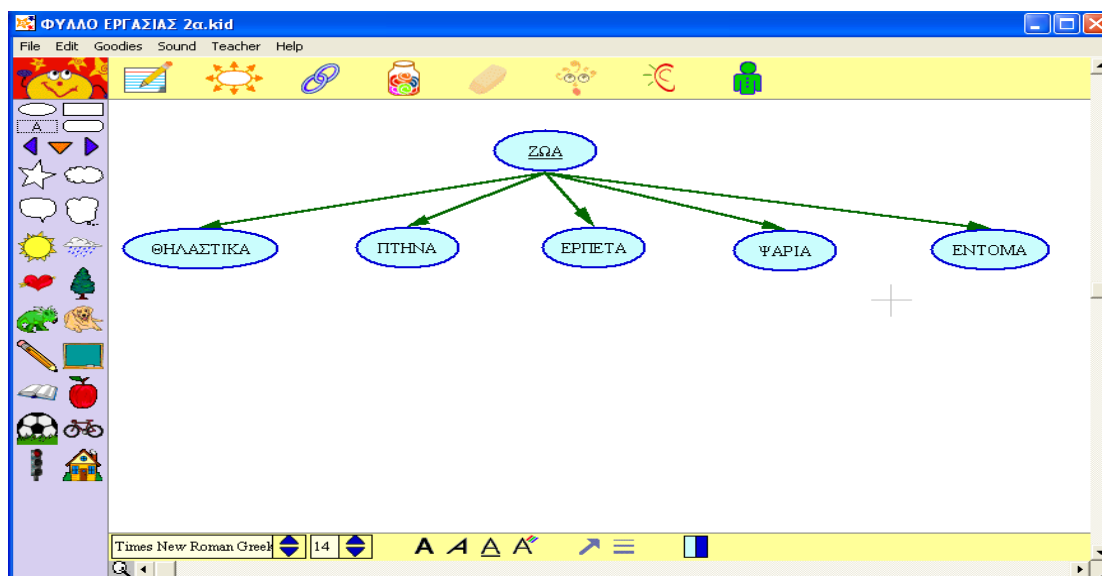 ΦΥΛΛΟ ΕΡΓΑΣΙΑΣ 2α.kid
File Edit Goodies Sound Teacher Help
A
ΖΩΑ
ΘΗΛΑΣΤΙΚΑ ΠΤΗΝΑ ΕΡΠΕΤΑ ΨΑΡΙΑ ΕΝΤΟΜΑ
Times New Roman Greek 14 A A A A